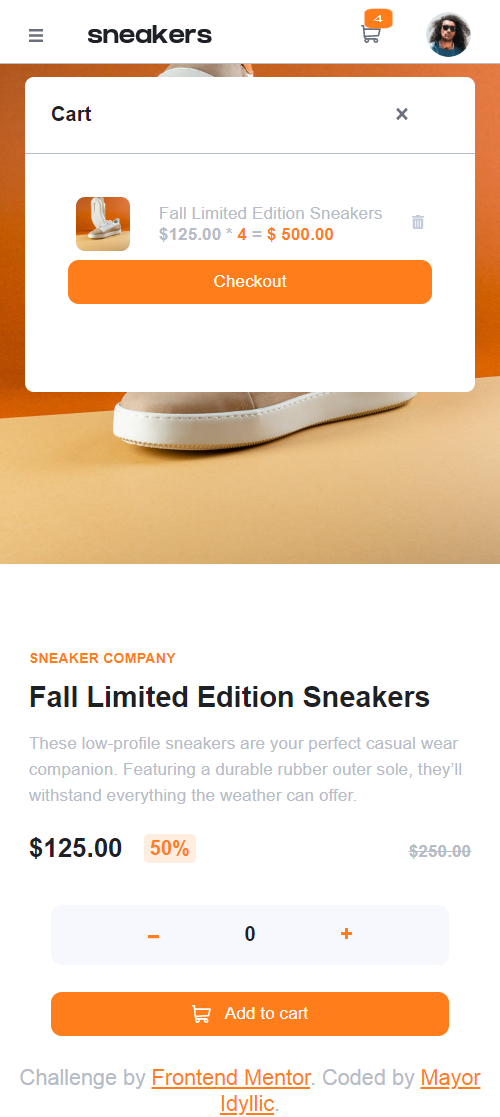 sneakers
4
Cart
Fall Limited Edition Sneakers
$125.00 * 4 = $ 500.00
Checkout
SNEAKER COMPANY
Fall Limited Edition Sneakers
These low-profile sneakers are your perfect casual wear
companion. Featuring a durable rubber outer sole, they’ll
withstand everything the weather can offer.
$125.00 50% $250.00
0
Add to cart
Challenge by Frontend Mentor. Coded by Mayor
Idyllic.